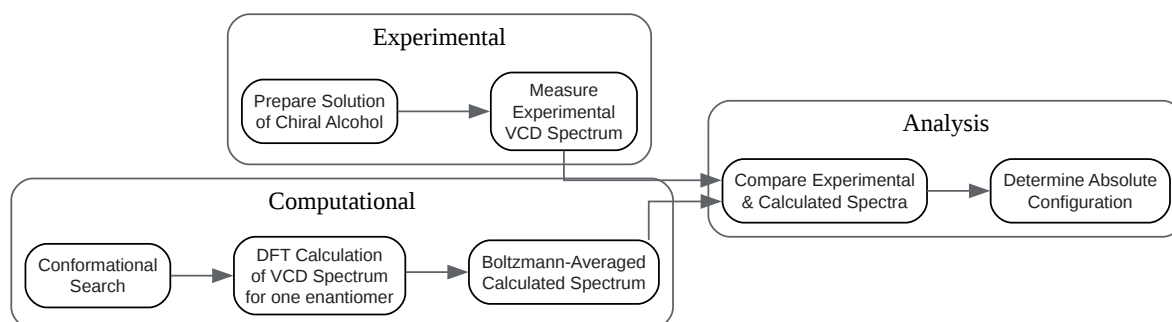 Experimental
Prepare Solution
of Chiral Alcohol
Measure
Experimental
VCD Spectrum
Computational
Conformational
Search
DFT Calculation
of VCD Spectrum
for one enantiomer
Boltzmann-Averaged
Calculated Spectrum
Analysis
Compare Experimental
& Calculated Spectra
Determine Absolute
Configuration